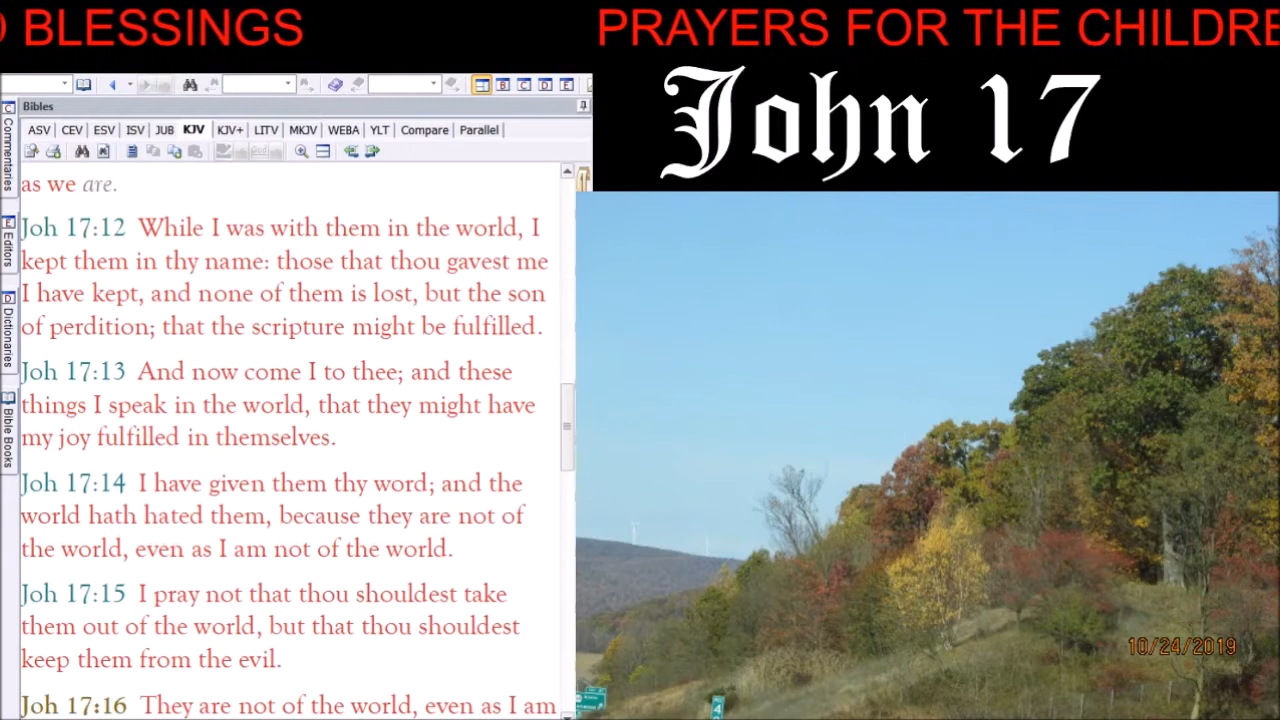 O BLESSINGS
PRAYERS FOR THE CHILDRE
John 17
Bibles
ASV CEV ESV ISV JUB KJV KJV+ LITV MKJV WEBA YLT Compare Parallel
Commentaries
Editors
Dictionaries
Bible Books
as we are.
Joh 17:12 While I was with them in the world, I
kept them in thy name: those that thou gavest me
I have kept, and none of them is lost, but the son
of perdition; that the scripture might be fulfilled.
Joh 17:13 And now come I to thee; and these
things I speak in the world, that they might have
my joy fulfilled in themselves.
Joh 17:14 I have given them thy word; and the
world hath hated them, because they are not of
the world, even as I am not of the world.
Joh 17:15 I pray not that thou shouldest take
them out of the world, but that thou shouldest
keep them from the evil.
Joh 17:16 They are not of the world, even as I am
10/24/2019